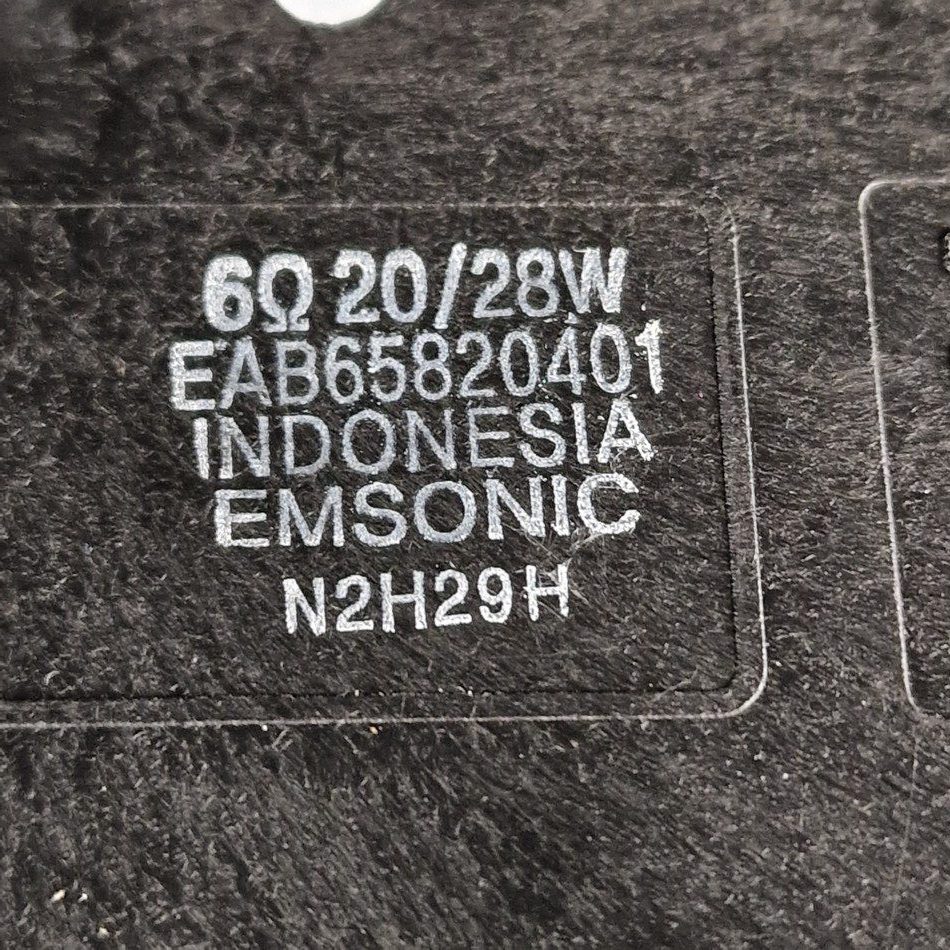 6Ω 20/28W
EAB65820401
INDONESIA
EMSONIC
N2H29H